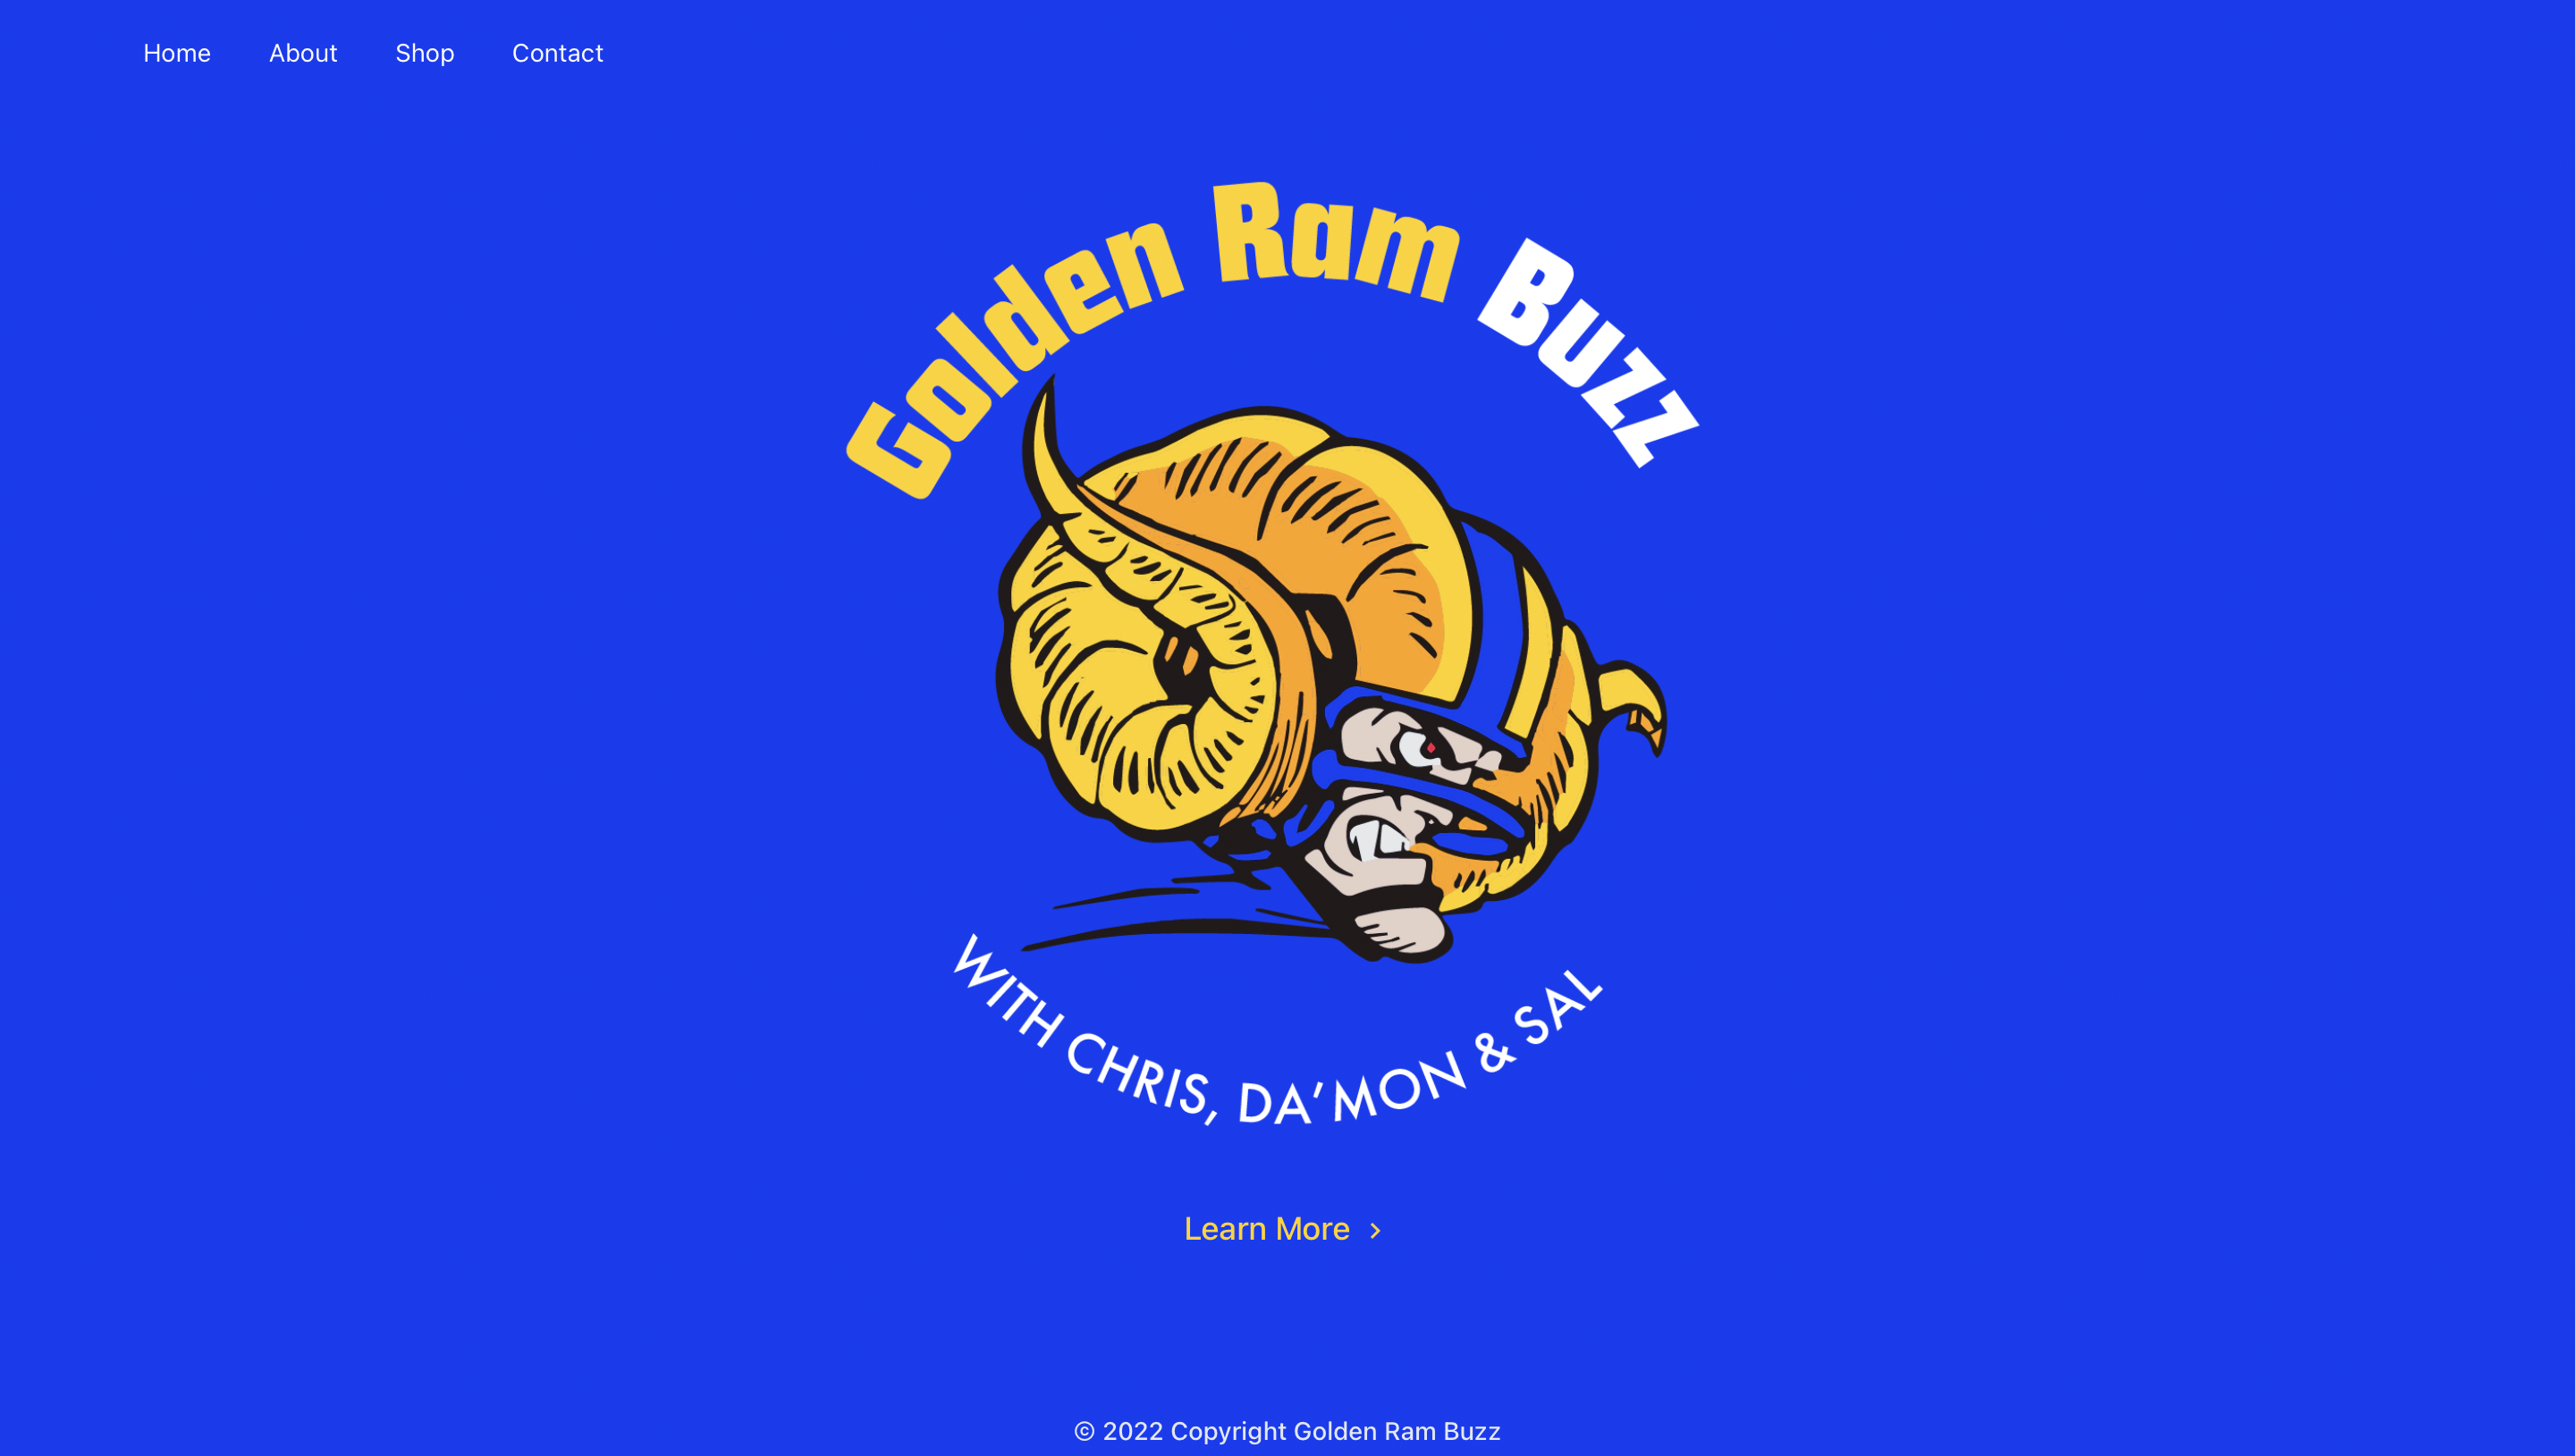 Home About Shop Contact
Golden Ram Buzz
WITH CHRIS, DA'MON & SAL
Learn More >
© 2022 Copyright Golden Ram Buzz